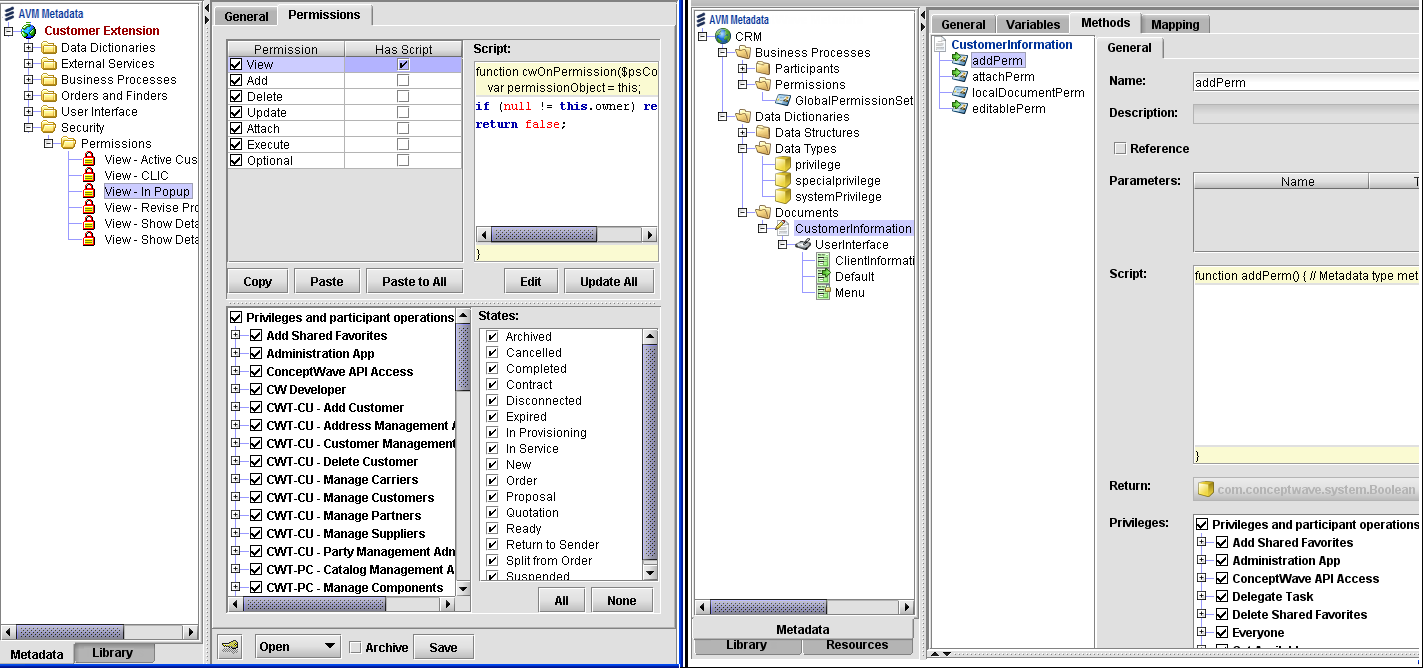 AVM Metadata
Customer Extension
Data Dictionaries
External Services
Business Processes
Orders and Finders
User Interface
Security
Permissions
View - Active Cus
View - CLIC
View - In Popup
View - Revise Pro
View - Show Deta
View - Show Deta
Metadata
Library
General
Permissions
Permission
Has Script
View
Add
Delete
Update
Attach
Execute
Optional
Script:
function cwOnPermission($psCo
var permissionObject = this;
if (null != this.owner) re
return false;
}
Copy
Paste
Paste to All
Edit
Update All
Privileges and participant operations
Add Shared Favorites
Administration App
ConceptWave API Access
CW Developer
CWT-CU - Add Customer
CWT-CU - Address Management A
CWT-CU - Customer Management
CWT-CU - Delete Customer
CWT-CU - Manage Carriers
CWT-CU - Manage Customers
CWT-CU - Manage Partners
CWT-CU - Manage Suppliers
CWT-CU - Party Management Adm
CWT-PC - Catalog Management A
CWT-PC - Manage Components
States:
Archived
Cancelled
Completed
Contract
Disconnected
Expired
In Provisioning
In Service
New
Order
Proposal
Quotation
Ready
Return to Sender
Split from Order
Suspended
All
None
Open
Archive
Save
AVM Metadata
CRM
Business Processes
Participants
Permissions
GlobalPermissionSet
Data Dictionaries
Data Structures
Data Types
privilege
specialprivilege
systemPrivilege
Documents
CustomerInformation
UserInterface
ClientInformati
Default
Menu
Metadata
Library
Resources
General
Variables
Methods
Mapping
CustomerInformation
addPerm
attachPerm
localDocumentPerm
editablePerm
General
Name:
addPerm
Description:
Reference
Parameters:
Name
T
Script:
function addPerm() { // Metadata type met
}
Return:
com.conceptwave.system.Boolean
Privileges:
Privileges and participant operations
Add Shared Favorites
Administration App
ConceptWave API Access
Delegate Task
Delete Shared Favorites
Everyone